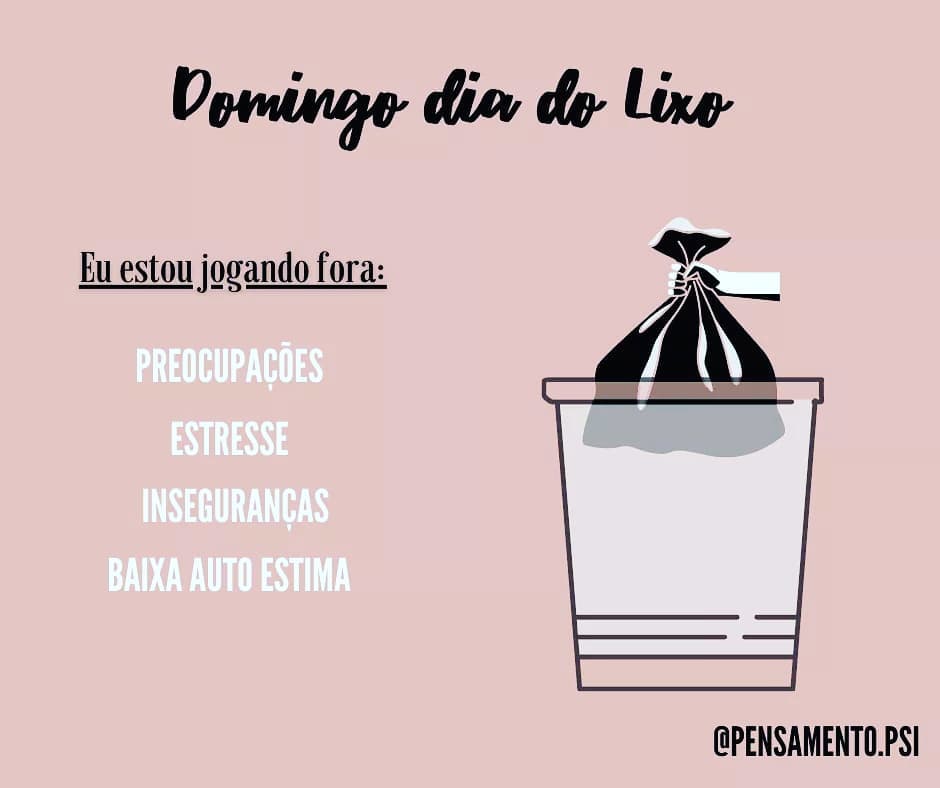 Domingo dia do Lixo
Eu estou jogando fora:
PREOCUPAÇÕES
ESTRESSE
INSEGURANÇAS
BAIXA AUTO ESTIMA
@PENSAMENTO.PSI